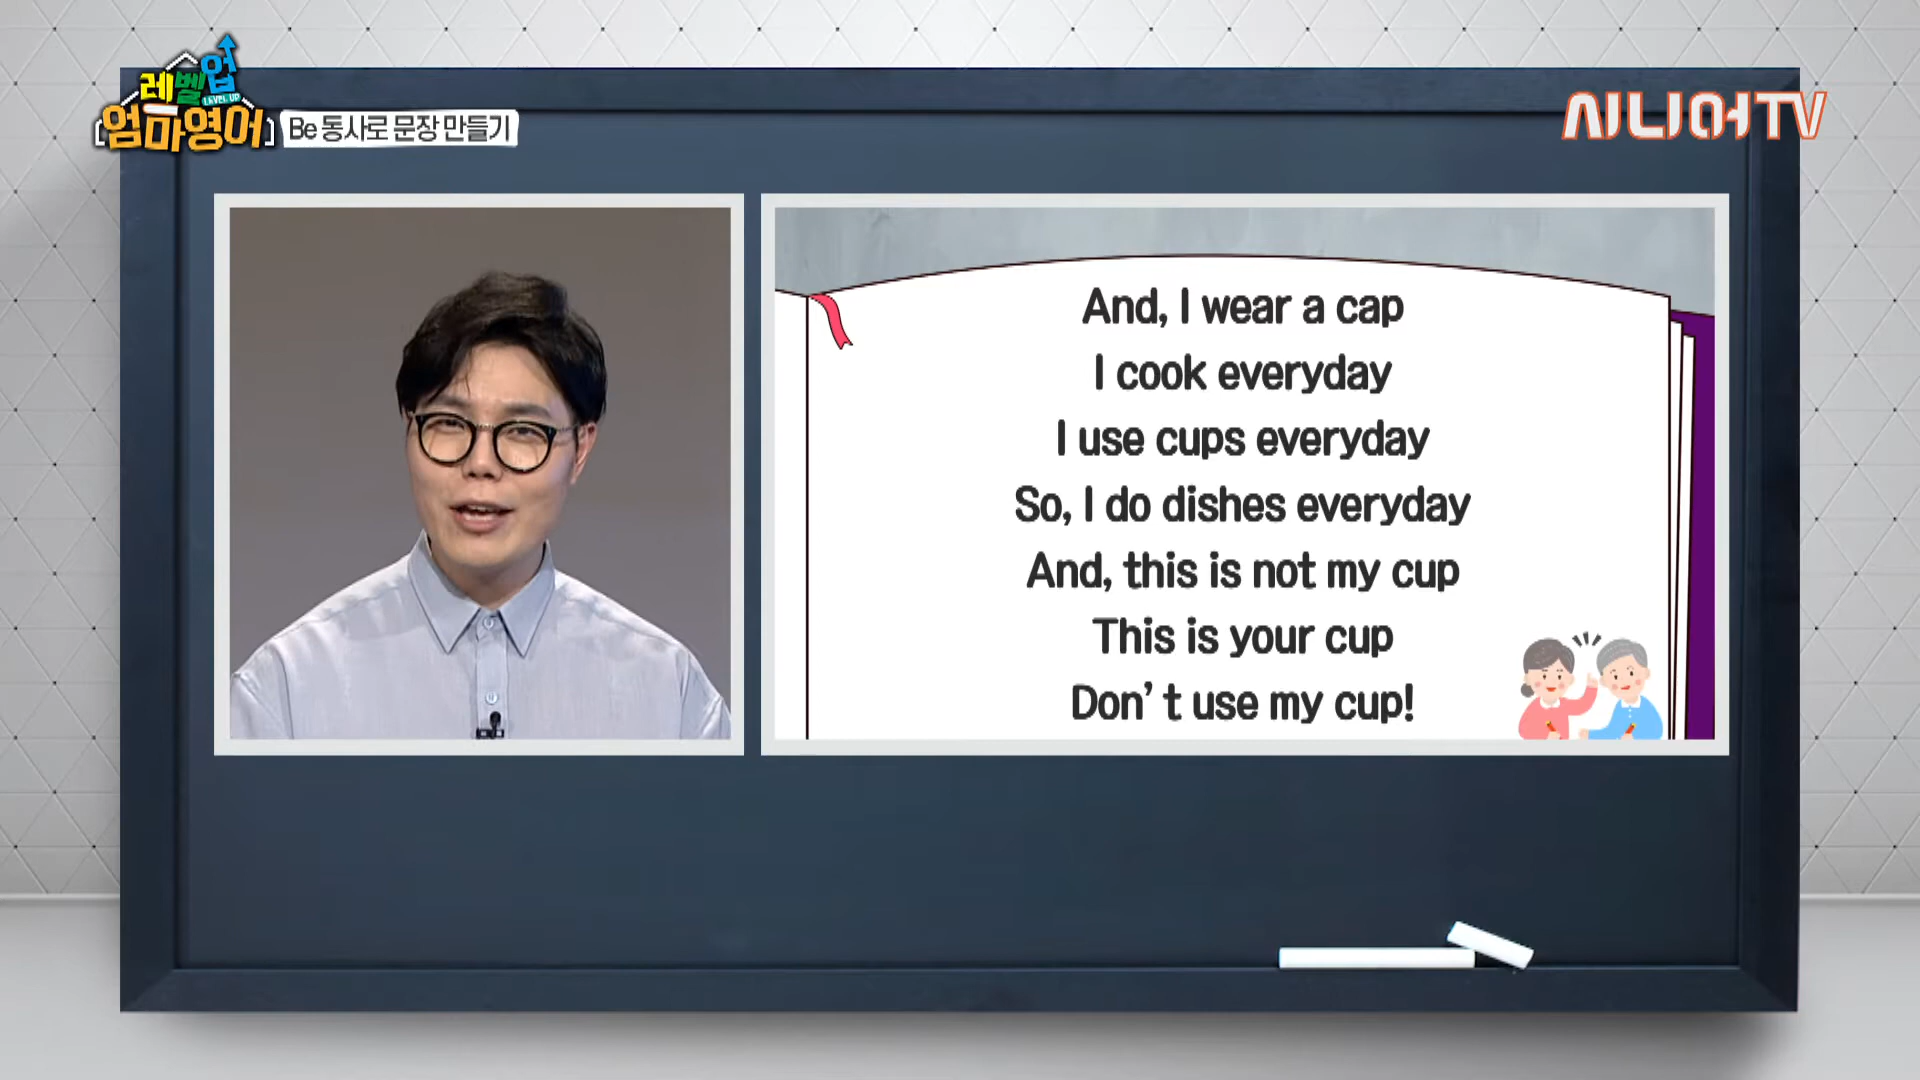 레벨업
LEVEL UP
엄마영어
Be 동사로 문장 만들기
시니어TV
And, I wear a cap
I cook everyday
I use cups everyday
So, I do dishes everyday
And, this is not my cup
This is your cup
Don’t use my cup!